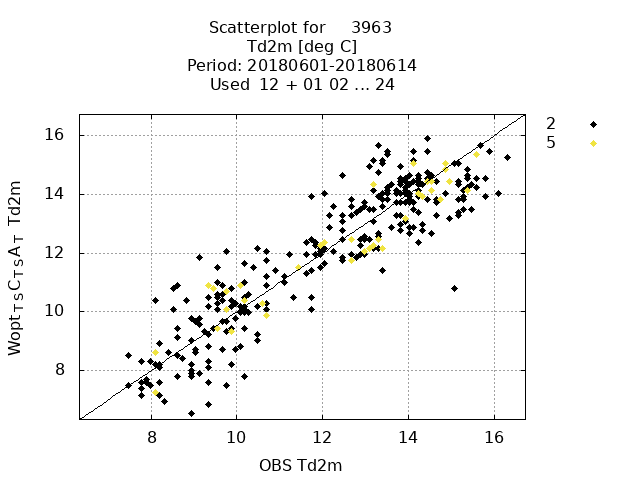 Scatterplot for 3963
Td2m [deg C]
Period: 20180601-20180614
Used 12 + 01 02 ... 24
2
5
16
14
12
10
8
8 10 12 14 16
OBS Td2m
Wopt T S C T S A T Td2m